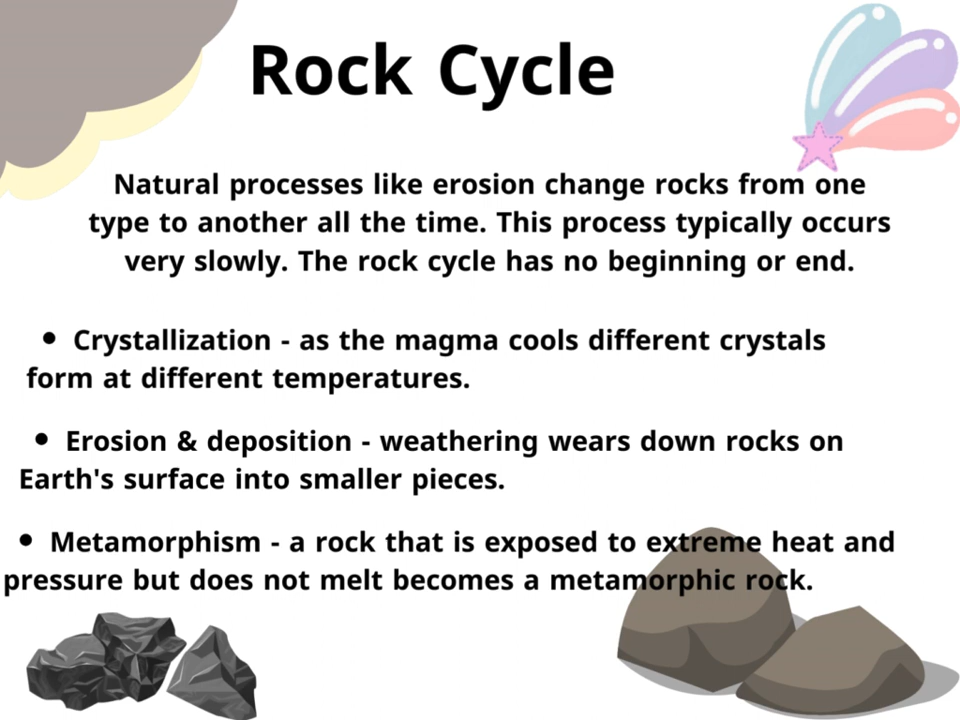 Rock Cycle
Natural processes like erosion change rocks from one
type to another all the time. This process typically occurs
very slowly. The rock cycle has no beginning or end.
• Crystallization - as the magma cools different crystals
form at different temperatures.
• Erosion & deposition - weathering wears down rocks on
Earth's surface into smaller pieces.
• Metamorphism - a rock that is exposed to extreme heat and
pressure but does not melt becomes a metamorphic rock.